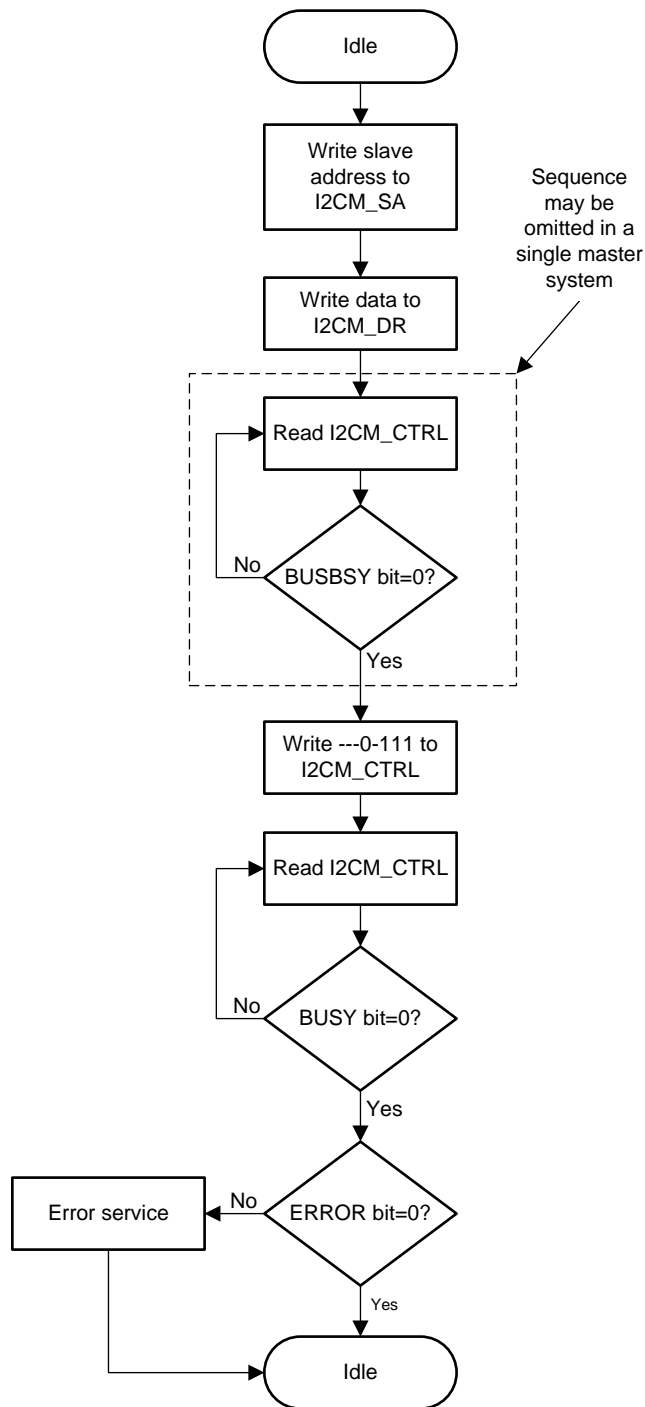 Idle
Write slave
address to
I2CM_SA
Sequence
may be
omitted in a
single master
system
Write data to
I2CM_DR
Read I2CM_CTRL
No
BUSBSY bit=0?
Yes
Write ---0-111 to
I2CM_CTRL
Read I2CM_CTRL
No
BUSY bit=0?
Yes
Error service
No
ERROR bit=0?
Yes
Idle